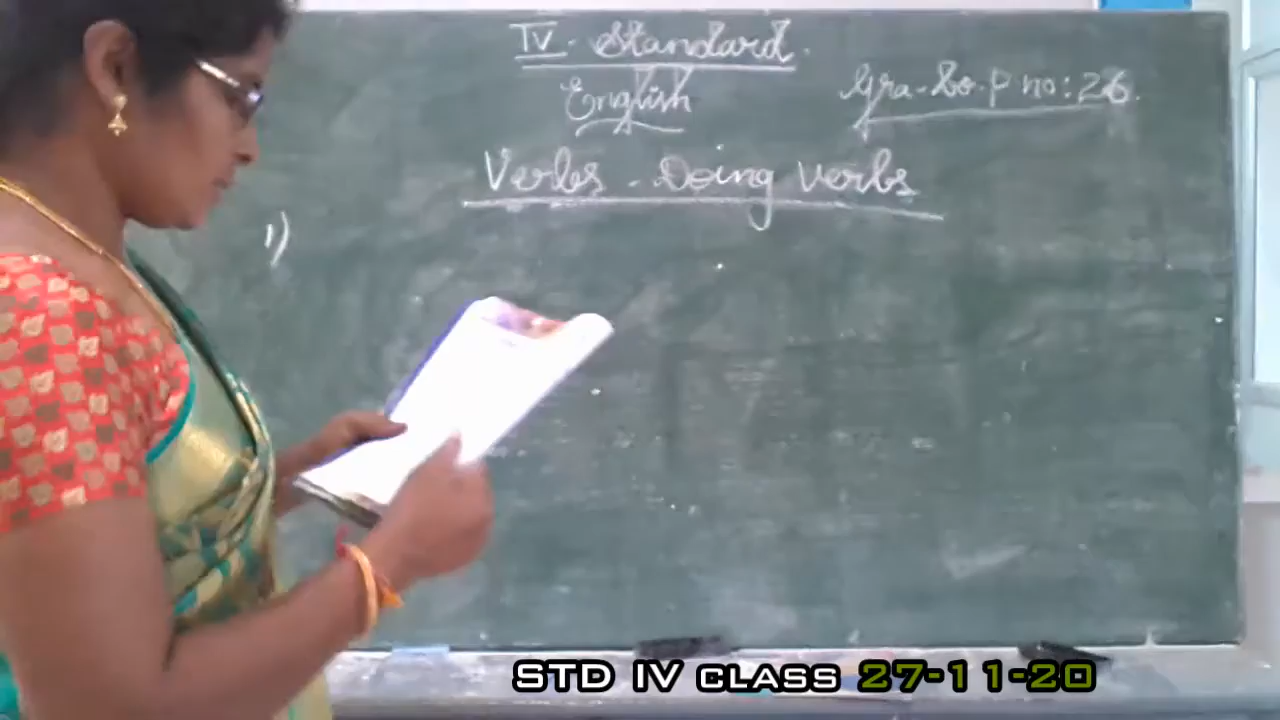 IV - Standard.
English
Gra-bo.p no: 26.
Verbs - Doing verbs
1)
STD IV CLASS 27-11-20